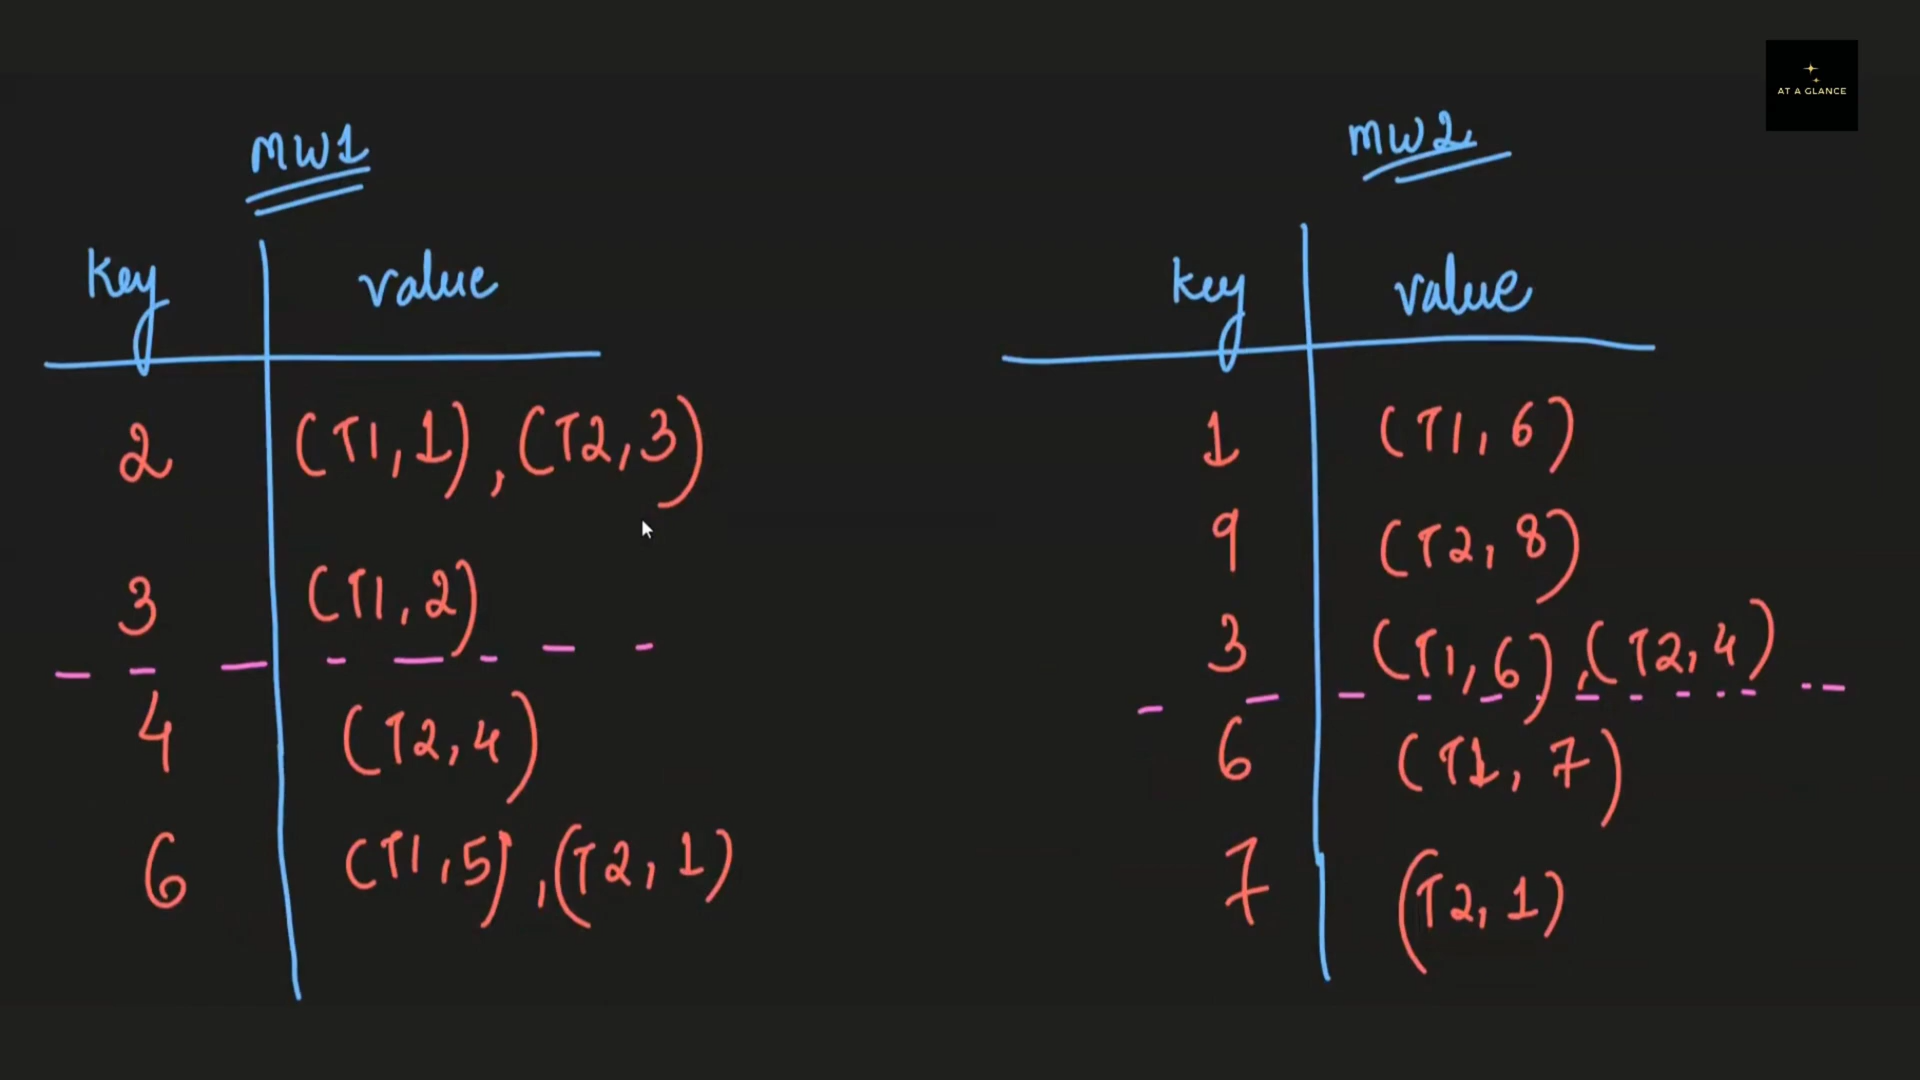 AT A GLANCE
MW1
key value
2 (T1, 1), (T2, 3)
3 (T1, 2)
4 (T2, 4)
6 (T1, 5), (T2, 1)
MW2
key value
1 (T1, 6)
9 (T2, 8)
3 (T1, 6), (T2, 4)
6 (T1, 7)
7 (T2, 1)